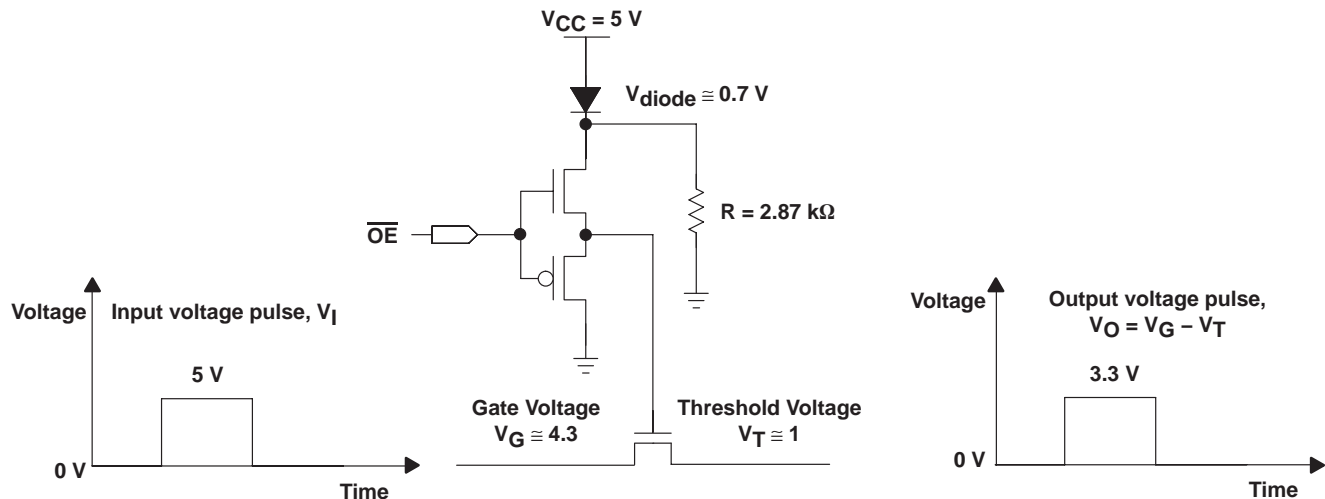 VCC = 5 V
Vdiode ≅ 0.7 V
R = 2.87 kΩ
OE
Voltage
Input voltage pulse, VI
5 V
0 V
Time
Gate Voltage
VG ≅ 4.3
Threshold Voltage
VT ≅ 1
Voltage
Output voltage pulse,
VO = VG – VT
3.3 V
0 V
Time